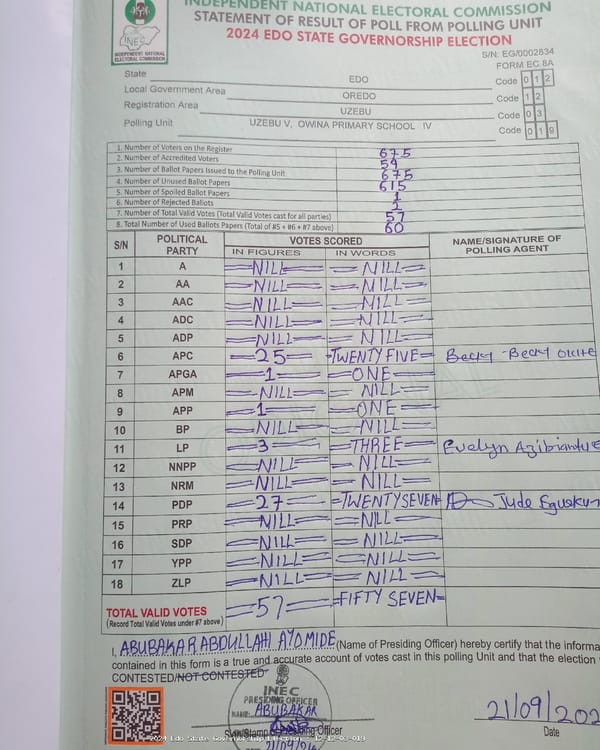 INDEPENDENT NATIONAL ELECTORAL COMMISSION
STATEMENT OF RESULT OF POLL FROM POLLING UNIT
2024 EDO STATE GOVERNORSHIP ELECTION
INEC
INDEPENDENT NATIONAL ELECTORAL COMMISSION
S/N: EG/0002634
FORM EC 8A
State EDO Code 0 1 2
Local Government Area OREDO Code 1 2
Registration Area UZEBU Code 0 3
Polling Unit UZEBU V, OWINA PRIMARY SCHOOL IV Code 0 1 9
1. Number of Voters on the Register 675
2. Number of Accredited Voters 59
3. Number of Ballot Papers Issued to the Polling Unit 675
4. Number of Unused Ballot Papers 615
5. Number of Spoiled Ballot Papers 1
6. Number of Rejected Ballots 2
7. Number of Total Valid Votes (Total Valid Votes cast for all parties) 57
8. Total Number of Used Ballots Papers (Total of #5 + #6 + #7 above) 60
S/N POLITICAL PARTY VOTES SCORED NAME/SIGNATURE OF POLLING AGENT
IN FIGURES IN WORDS
1 A NILL NILL
2 AA NILL NILL
3 AAC NILL NILL
4 ADC NILL NILL
5 ADP NILL NILL
6 APC 25 TWENTY FIVE Becky Becky
7 APGA 1 ONE
8 APM NILL NILL
9 APP 1 ONE
10 BP NILL NILL
11 LP 3 THREE Evelyn
12 NNPP NILL NILL
13 NRM NILL NILL
14 PDP 27 TWENTY SEVEN Jude
15 PRP NILL NILL
16 SDP NILL NILL
17 YPP NILL NILL
18 ZLP NILL NILL
TOTAL VALID VOTES 57 FIFTY SEVEN
(Record Total Valid Votes under #7 above)
I, ABUBAKAR ABDULLAHI AYOMIDE (Name of Presiding Officer) hereby certify that the informa
contained in this form is a true and accurate account of votes cast in this polling Unit and that the election
CONTESTED/NOT CONTESTED
INEC
PRESIDING OFFICER
NAME: ABUBAKAR
Presiding Officer
21/09/202
Date
2024 Edo State Governorship Election
21/09/24